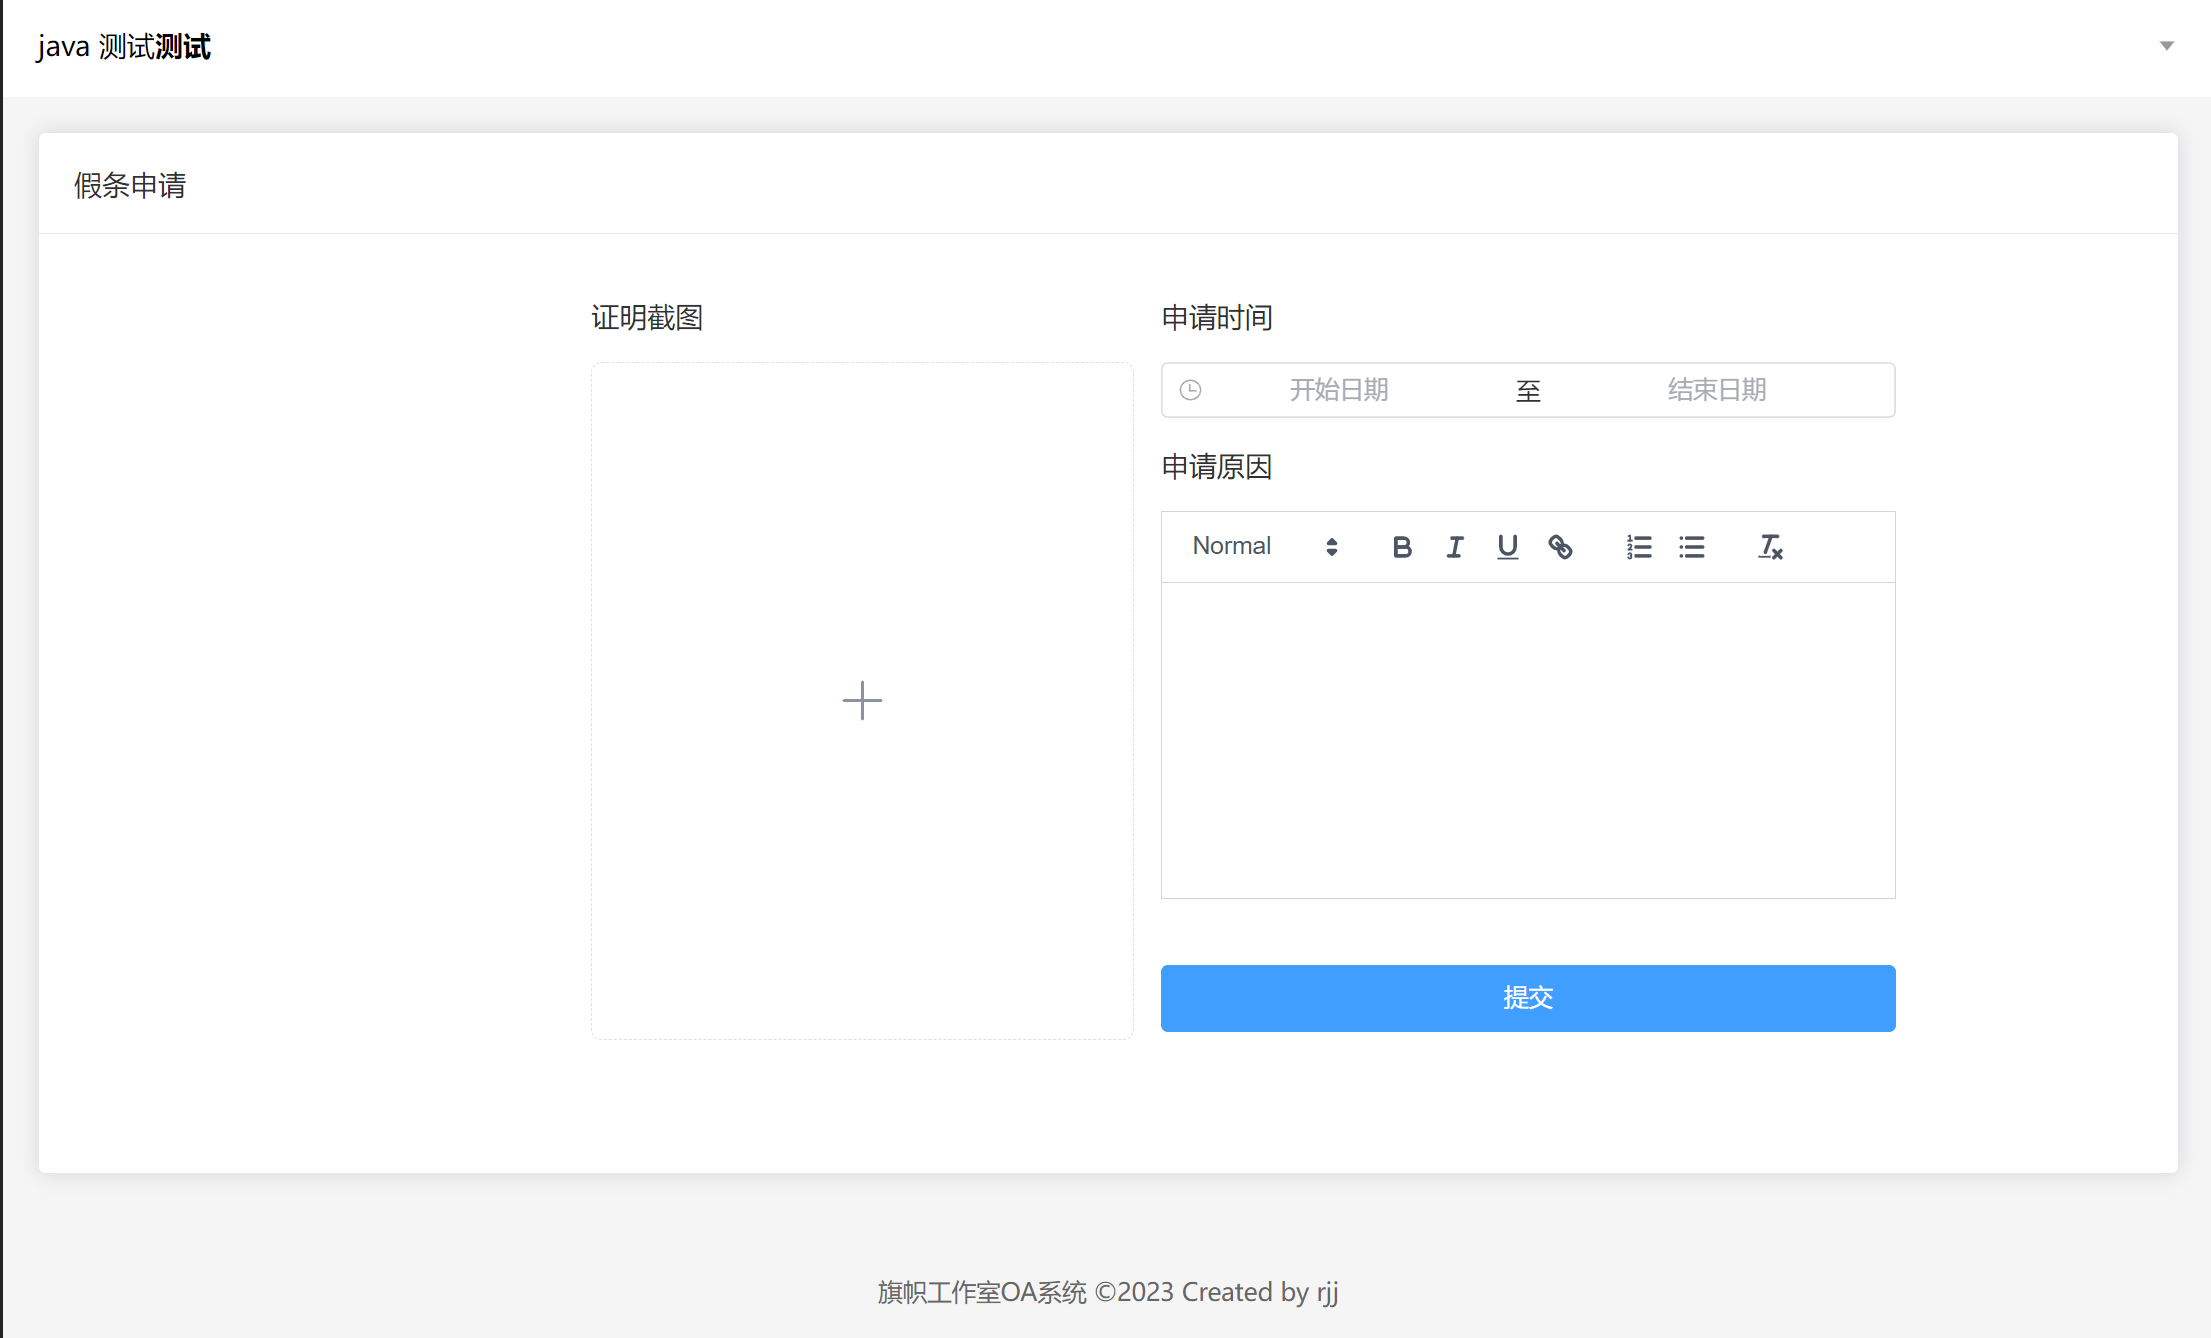 java 测试测试
假条申请
证明截图
申请时间
开始日期 至 结束日期
申请原因
Normal
提交
旗帜工作室OA系统 ©2023 Created by rjj